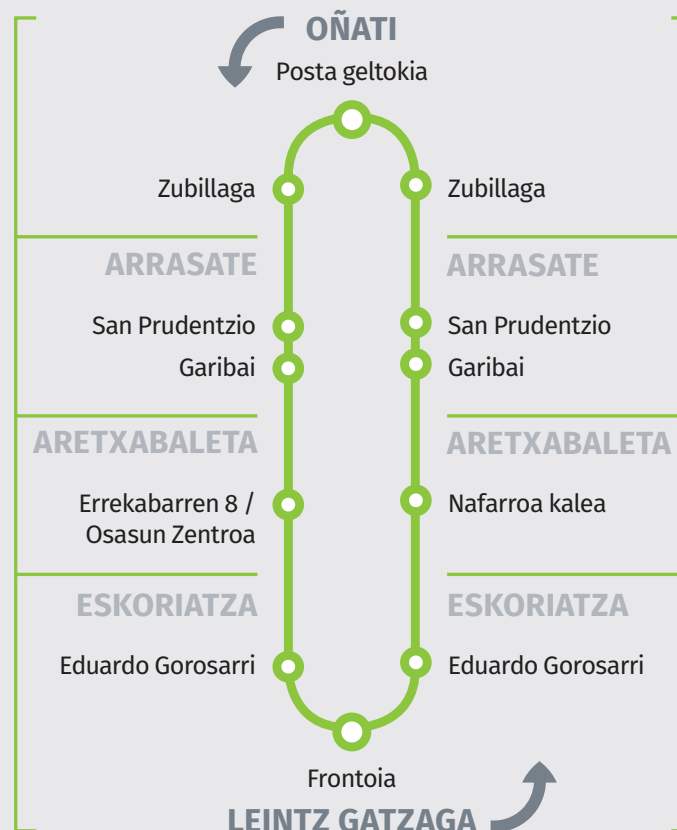 OÑATI
Posta geltokia
Zubillaga
Zubillaga
ARRASATE
ARRASATE
San Prudentzio
San Prudentzio
Garibai
Garibai
ARETXABALETA
ARETXABALETA
Errekabarren 8 /
Osasun Zentroa
Nafarroa kalea
ESKORIATZA
ESKORIATZA
Eduardo Gorosarri
Eduardo Gorosarri
Frontoia
LEINTZ GATZAGA